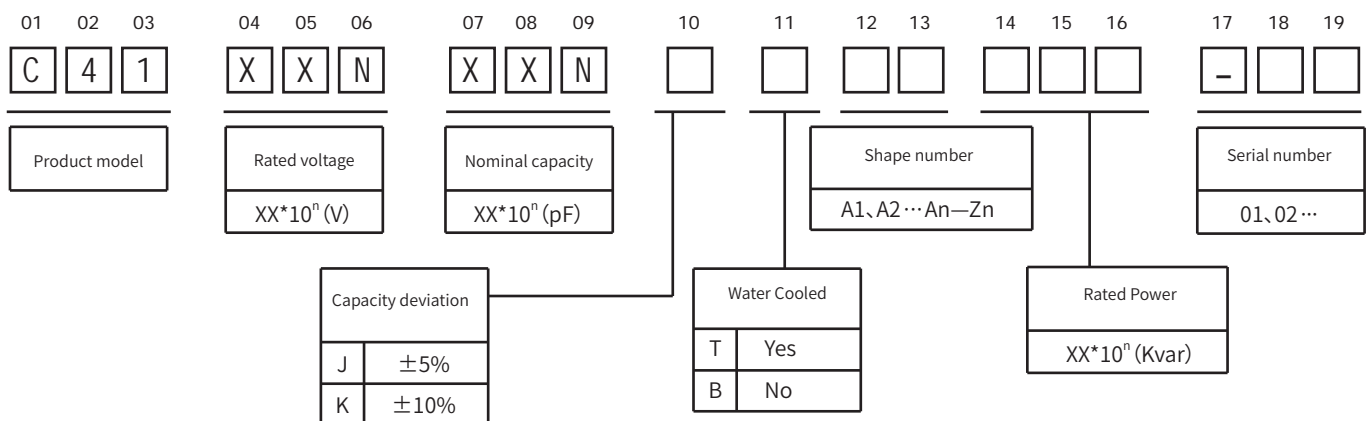 01 02 03 04 05 06 07 08 09 10 11 12 13 14 15 16 17 18 19
C 4 1 X X N X X N –
Product model
Rated voltage
XX*10ⁿ (V)
Nominal capacity
XX*10ⁿ (pF)
Shape number
A1、A2…An—Zn
Serial number
01、02…
Capacity deviation
J ±5%
K ±10%
Water Cooled
T Yes
B No
Rated Power
XX*10ⁿ (Kvar)